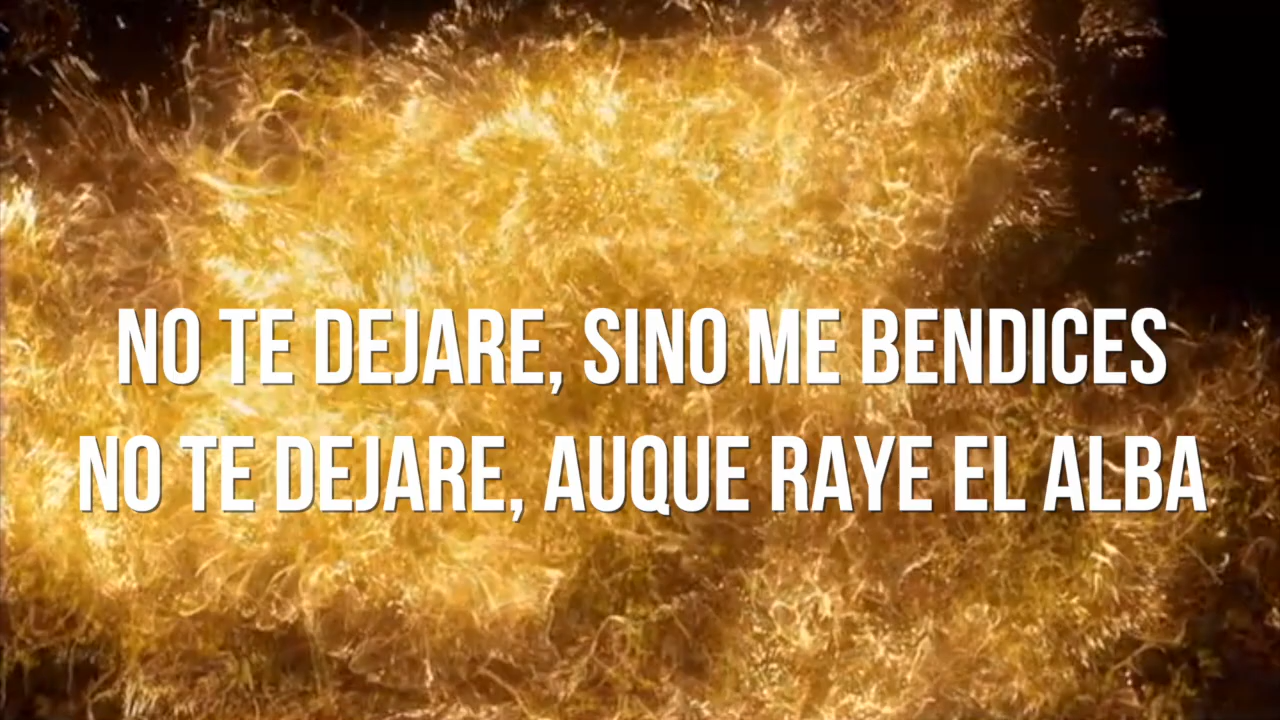 NO TE DEJARE, SINO ME BENDICES
NO TE DEJARE, AUQUE RAYE EL ALBA